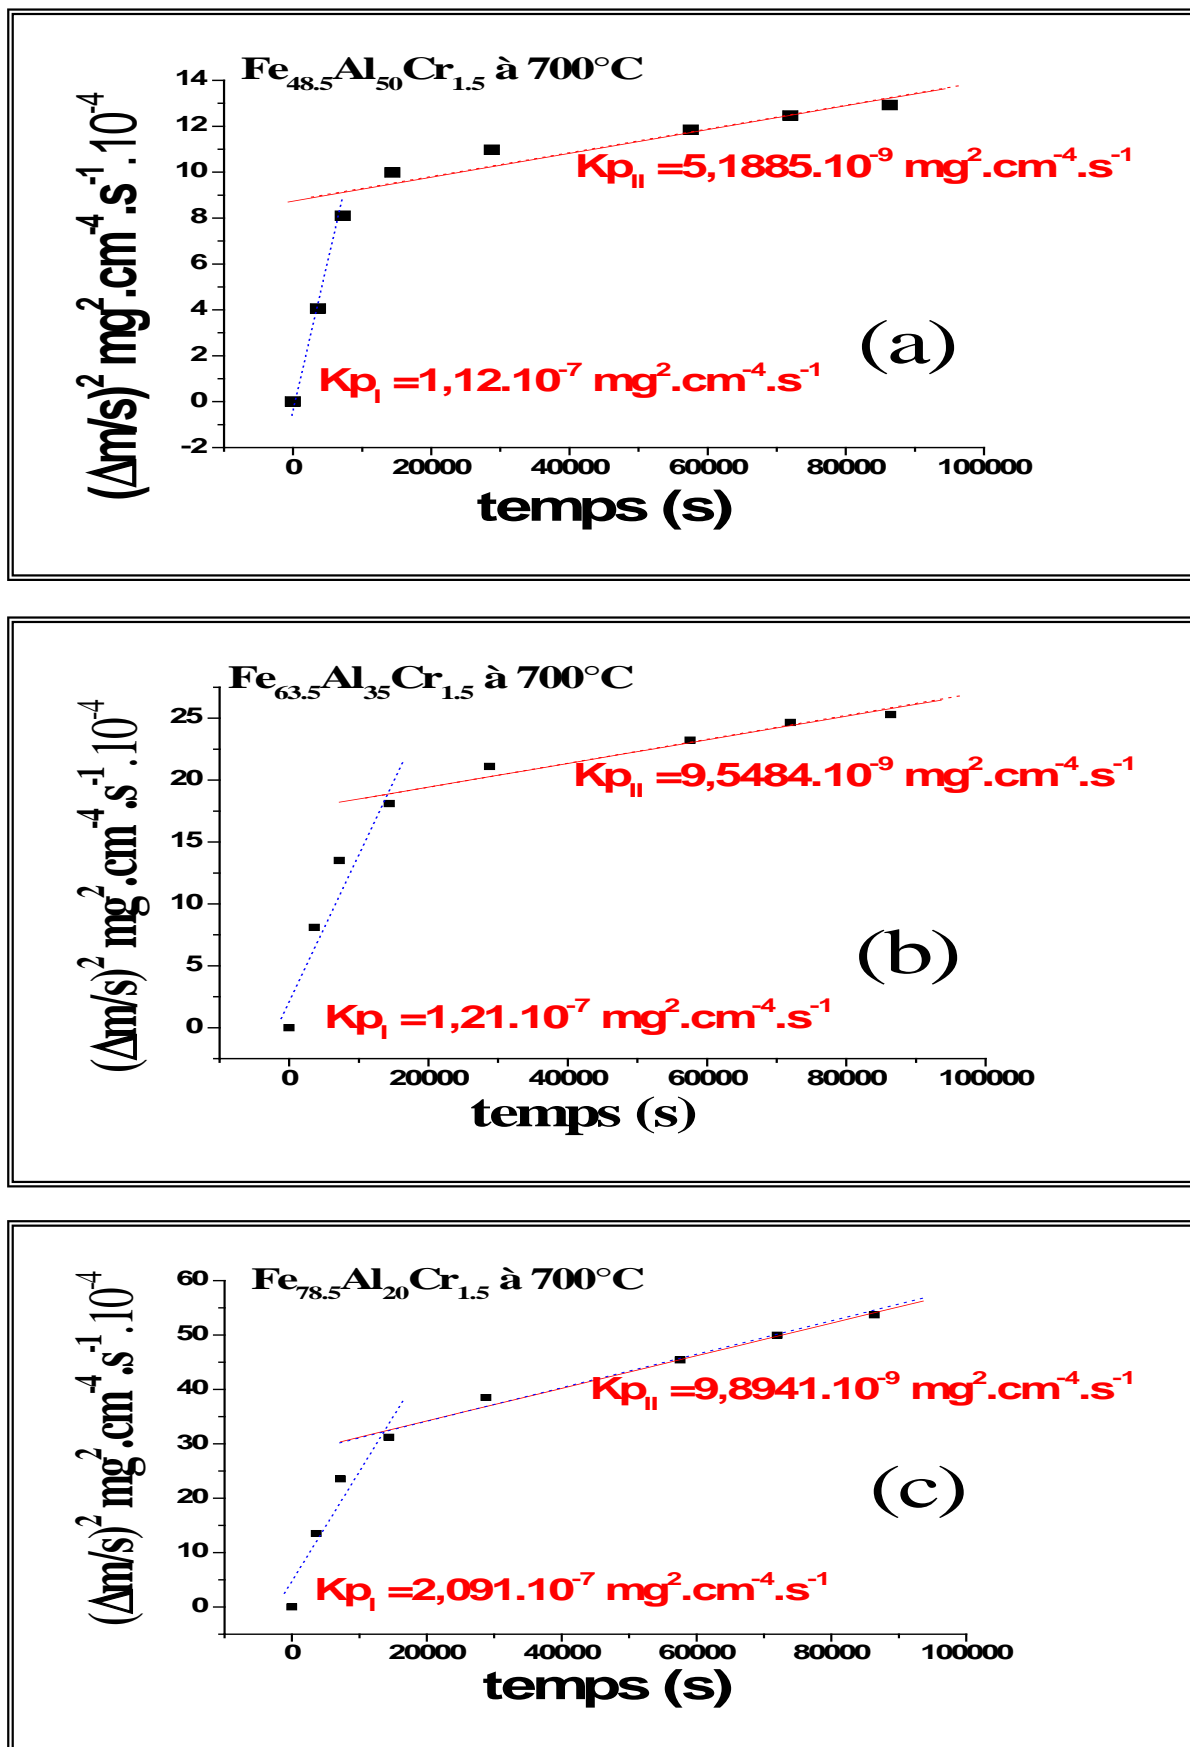 Fe48.5Al50Cr1.5 à 700°C
(Δm/s)² mg².cm⁻⁴.s⁻¹.10⁻⁴
14
12
10
8
6
4
2
0
-2
Kp_II =5,1885.10⁻⁹ mg².cm⁻⁴.s⁻¹
(a)
Kp_I =1,12.10⁻⁷ mg².cm⁻⁴.s⁻¹
0 20000 40000 60000 80000 100000
temps (s)
Fe63.5Al35Cr1.5 à 700°C
(Δm/s)² mg².cm⁻⁴.s⁻¹.10⁻⁴
25
20
15
10
5
0
Kp_II =9,5484.10⁻⁹ mg².cm⁻⁴.s⁻¹
(b)
Kp_I =1,21.10⁻⁷ mg².cm⁻⁴.s⁻¹
0 20000 40000 60000 80000 100000
temps (s)
Fe78.5Al20Cr1.5 à 700°C
(Δm/s)² mg².cm⁻⁴.s⁻¹.10⁻⁴
60
50
40
30
20
10
0
Kp_II =9,8941.10⁻⁹ mg².cm⁻⁴.s⁻¹
(c)
Kp_I =2,091.10⁻⁷ mg².cm⁻⁴.s⁻¹
0 20000 40000 60000 80000 100000
temps (s)